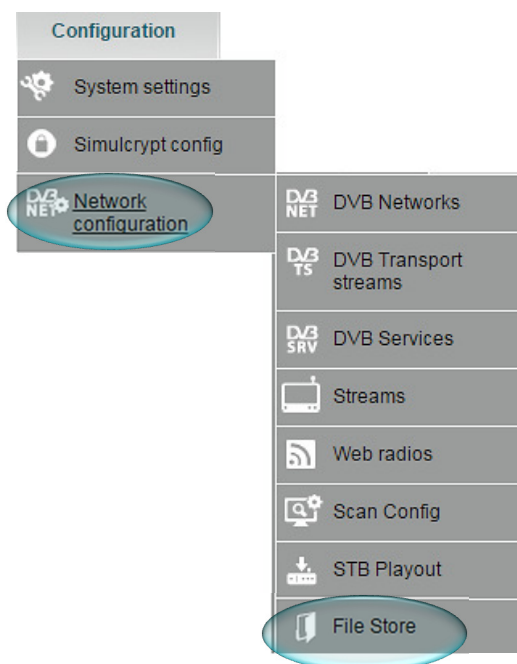 Configuration
System settings
Simulcrypt config
DVB
NET
Network
configuration
DVB
NET
DVB Networks
DVB
TS
DVB Transport
streams
DVB
SRV
DVB Services
Streams
Web radios
Scan Config
STB Playout
File Store